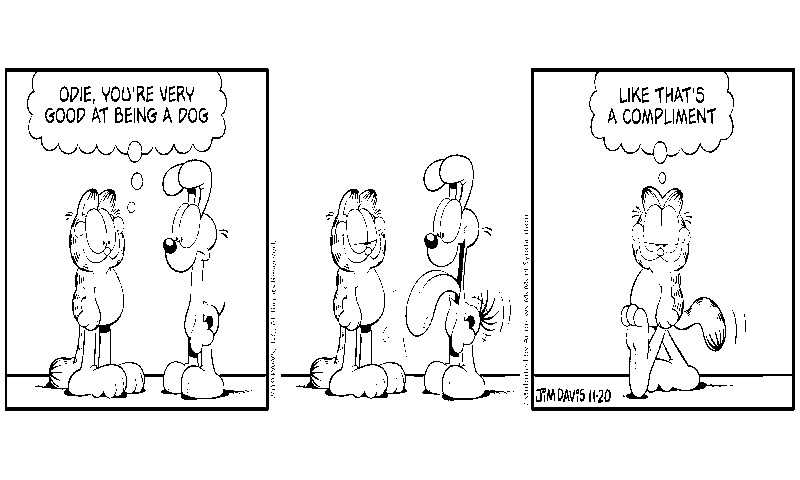 ODIE, YOU'RE VERY
GOOD AT BEING A DOG
LIKE THAT'S
A COMPLIMENT
JIM DAVIS 11-20